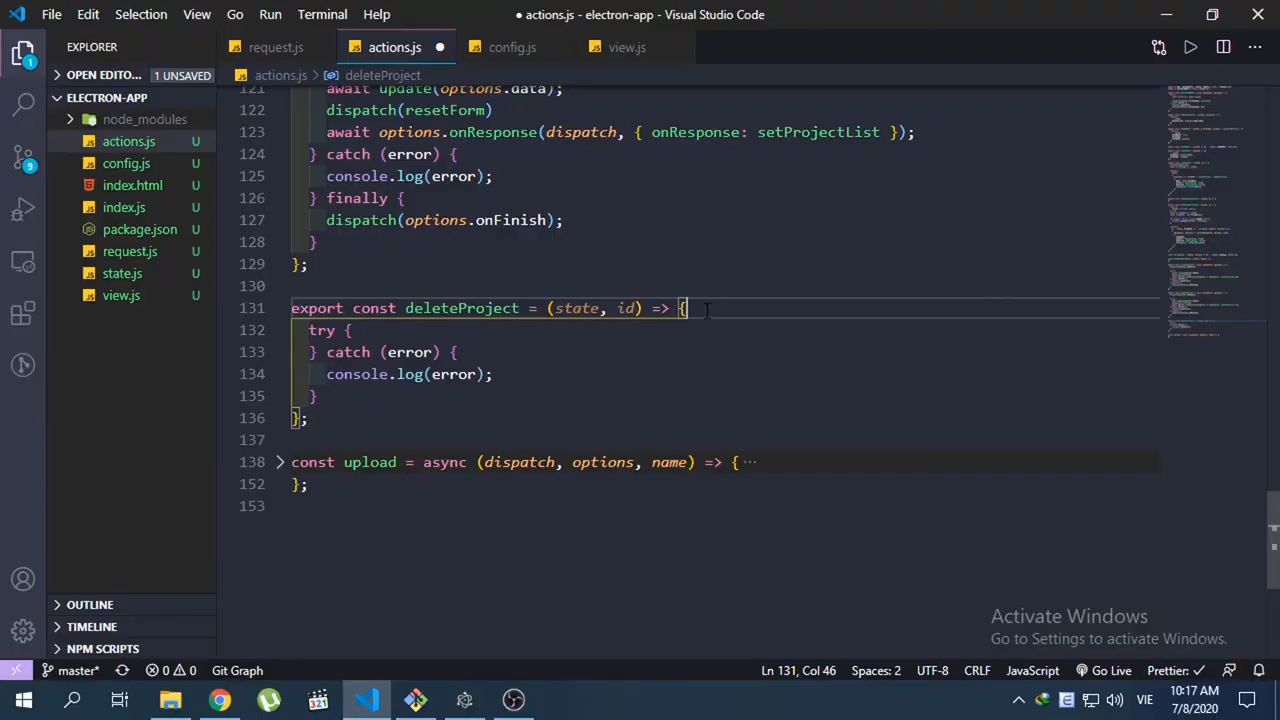 File Edit Selection View Go Run Terminal Help
● actions.js - electron-app - Visual Studio Code
EXPLORER
OPEN EDITO... 1 UNSAVED
ELECTRON-APP
node_modules
actions.js U
config.js U
index.html U
index.js U
package.json U
request.js U
state.js U
view.js U
OUTLINE
TIMELINE
NPM SCRIPTS
1
9
request.js actions.js ● config.js view.js
actions.js > deleteProject
121 await update(options.data);
122 dispatch(resetForm)
123 await options.onResponse(dispatch, { onResponse: setProjectList });
124 } catch (error) {
125 console.log(error);
126 } finally {
127 dispatch(options.onFinish);
128 }
129 };
130
131 export const deleteProject = (state, id) => {
132 try {
133 } catch (error) {
134 console.log(error);
135 }
136 };
137
138 const upload = async (dispatch, options, name) => { ...
152 };
153
Activate Windows
Go to Settings to activate Windows.
master* 0 0 Git Graph
Ln 131, Col 46 Spaces: 2 UTF-8 CRLF JavaScript Go Live Prettier: ✓
321
VIE
10:17 AM
7/8/2020